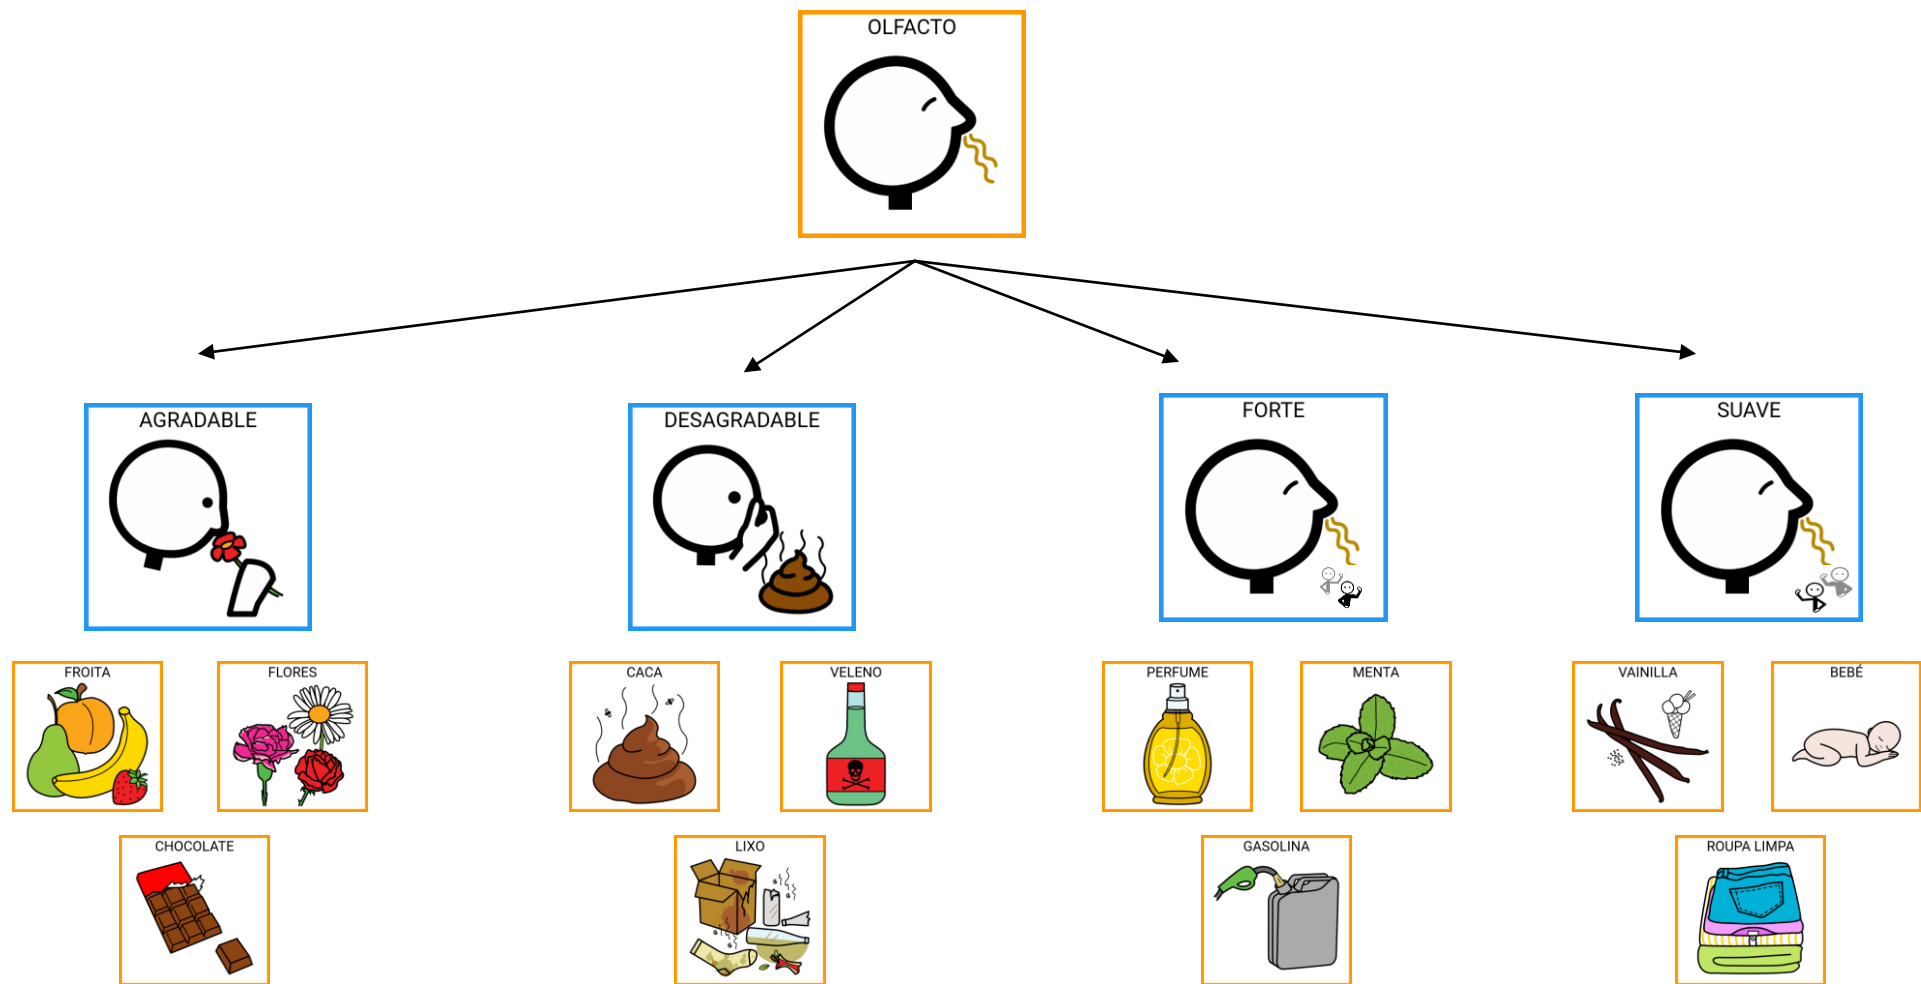 OLFACTO
AGRADABLE
DESAGRADABLE
FORTE
SUAVE
FROITA
FLORES
CACA
VELENO
PERFUME
MENTA
VAINILLA
BEBÉ
CHOCOLATE
LIXO
GASOLINA
ROUPA LIMPA